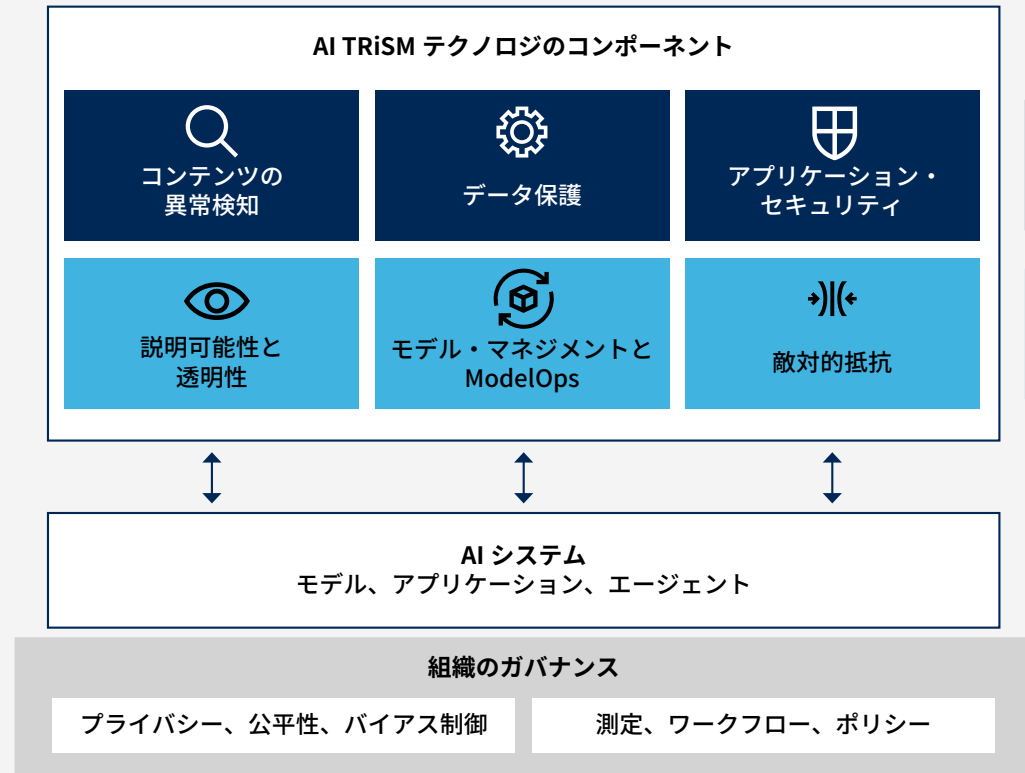 AI TRiSM テクノロジのコンポーネント
コンテンツの
異常検知
データ保護
アプリケーション・
セキュリティ
説明可能性と
透明性
モデル・マネジメントと
ModelOps
敵対的抵抗
AI システム
モデル、アプリケーション、エージェント
組織のガバナンス
プライバシー、公平性、バイアス制御
測定、ワークフロー、ポリシー